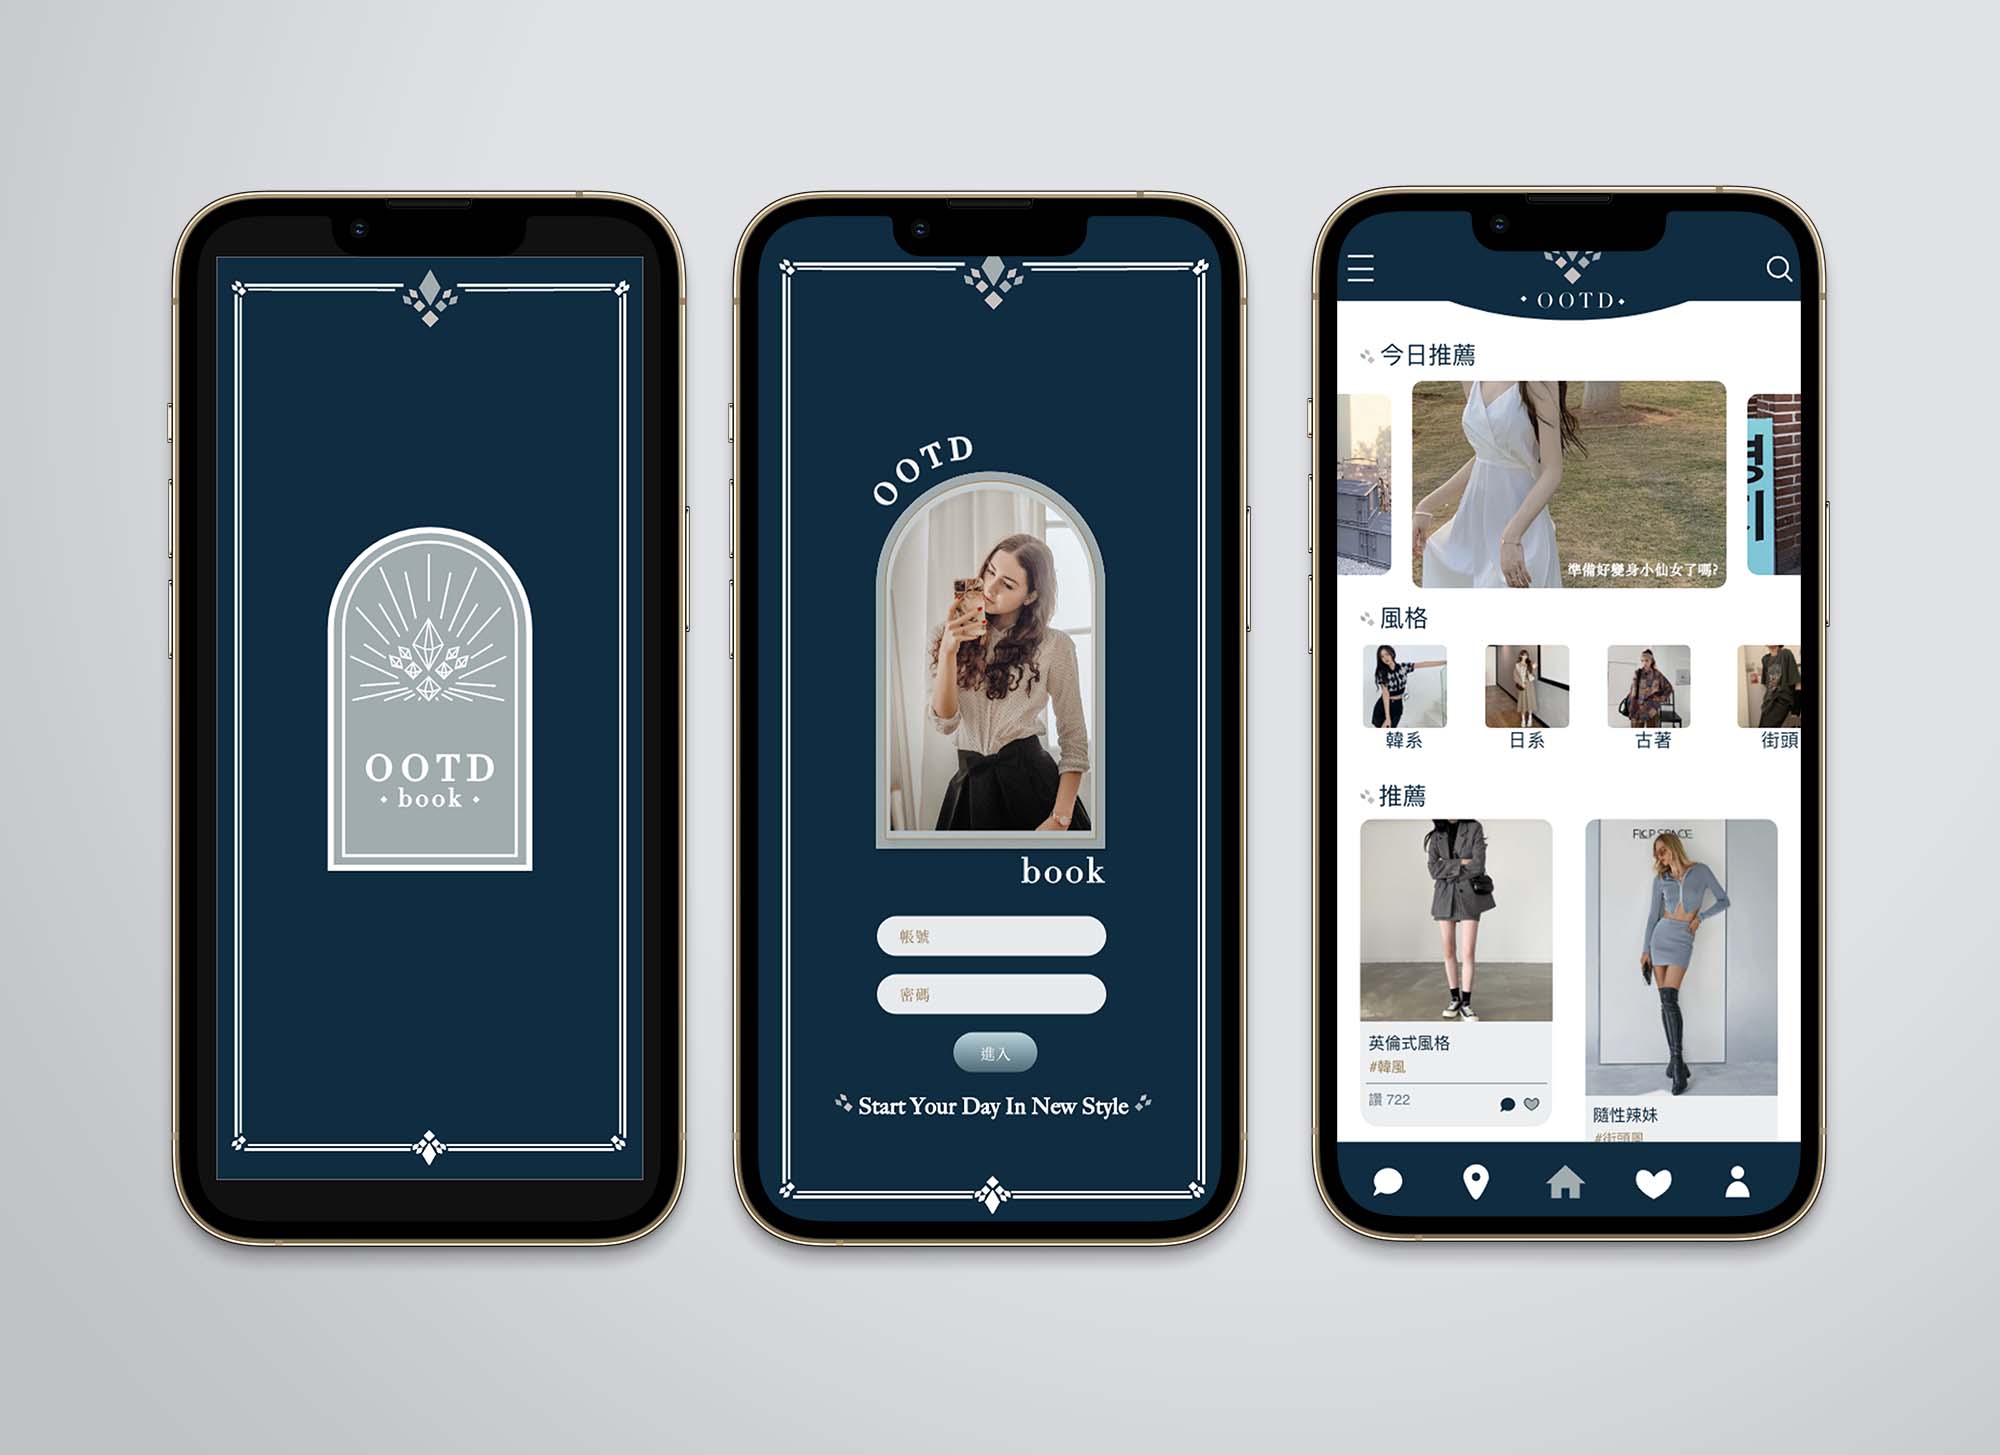 OOTD
book
OOTD
book
帳號
密碼
進入
Start Your Day In New Style
OOTD
今日推薦
準備好變身小仙女了嗎?
風格
韓系
日系
古著
街頭
推薦
英倫式風格
#韓風
讚 722
隨性辣妹
#街頭風